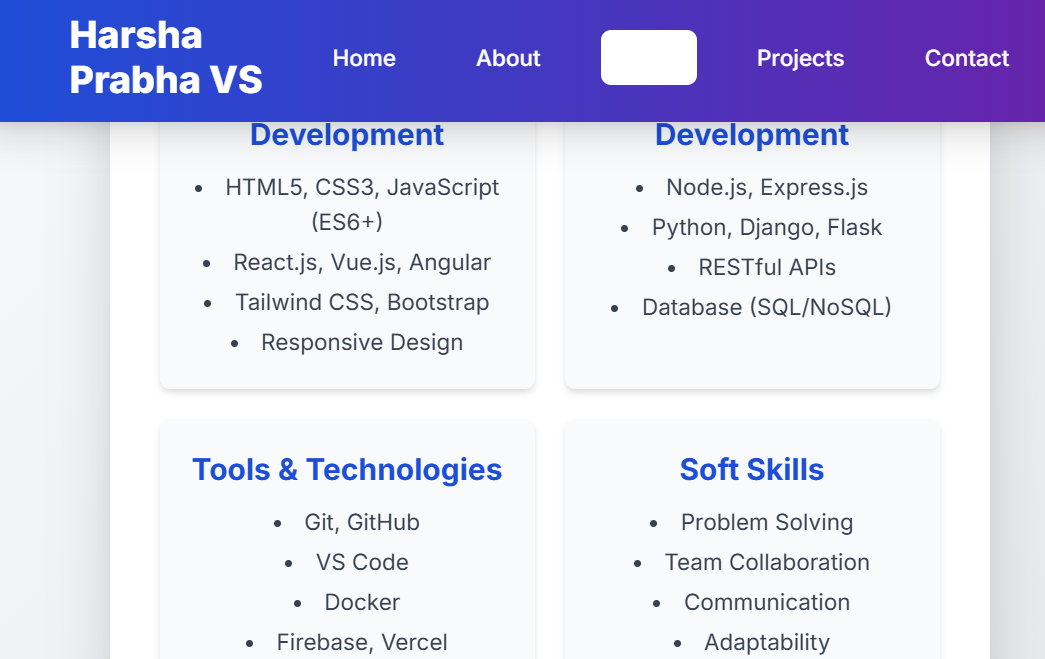 Harsha
Prabha VS
Home
About
Projects
Contact
Development
• HTML5, CSS3, JavaScript
(ES6+)
• React.js, Vue.js, Angular
• Tailwind CSS, Bootstrap
• Responsive Design
Development
• Node.js, Express.js
• Python, Django, Flask
• RESTful APIs
• Database (SQL/NoSQL)
Tools & Technologies
• Git, GitHub
• VS Code
• Docker
• Firebase, Vercel
Soft Skills
• Problem Solving
• Team Collaboration
• Communication
• Adaptability